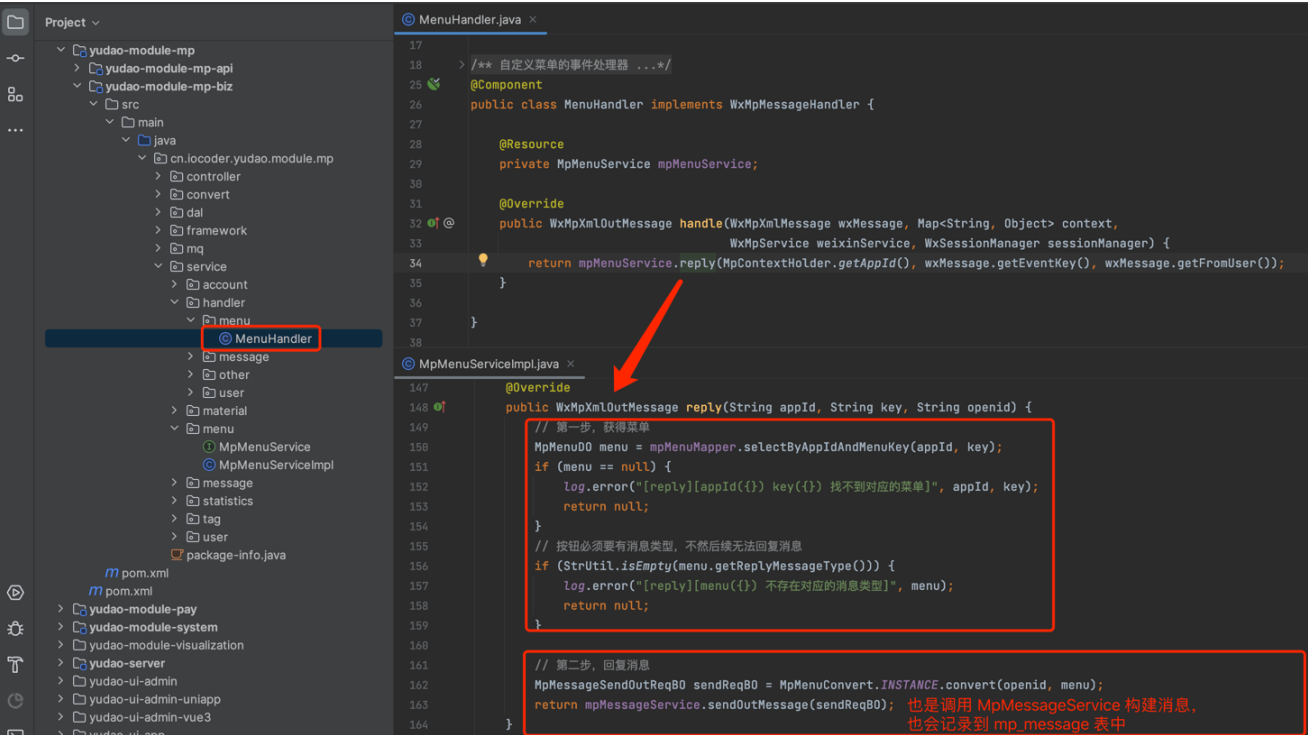 Project
yudao-module-mp
yudao-module-mp-api
yudao-module-mp-biz
src
main
java
cn.iocoder.yudao.module.mp
controller
convert
dal
framework
mq
service
account
handler
menu
MenuHandler
message
other
user
material
menu
MpMenuService
MpMenuServiceImpl
message
statistics
tag
user
package-info.java
pom.xml
pom.xml
yudao-module-pay
yudao-module-system
yudao-module-visualization
yudao-server
yudao-ui-admin
yudao-ui-admin-uniapp
yudao-ui-admin-vue3
yudao-ui-app
MenuHandler.java
17
18 /** 自定义菜单的事件处理器 ...*/
25 @Component
26 public class MenuHandler implements WxMpMessageHandler {
27
28 @Resource
29 private MpMenuService mpMenuService;
30
31 @Override
32 public WxMpXmlOutMessage handle(WxMpXmlMessage wxMessage, Map<String, Object> context,
33 WxMpService weixinService, WxSessionManager sessionManager) {
34 return mpMenuService.reply(MpContextHolder.getAppId(), wxMessage.getEventKey(), wxMessage.getFromUser());
35 }
36
37 }
38
MpMenuServiceImpl.java
147 @Override
148 public WxMpXmlOutMessage reply(String appId, String key, String openid) {
149 // 第一步，获得菜单
150 MpMenuDO menu = mpMenuMapper.selectByAppIdAndMenuKey(appId, key);
151 if (menu == null) {
152 log.error("[reply][appId({}) key({}) 找不到对应的菜单]", appId, key);
153 return null;
154 }
155 // 按钮必须要有消息类型，不然后续无法回复消息
156 if (StrUtil.isEmpty(menu.getReplyMessageType())) {
157 log.error("[reply][menu({}) 不存在对应的消息类型]", menu);
158 return null;
159 }
160
161 // 第二步，回复消息
162 MpMessageSendOutReqBO sendReqBO = MpMenuConvert.INSTANCE.convert(openid, menu);
163 return mpMessageService.sendOutMessage(sendReqBO);
164 }
也是调用 MpMessageService 构建消息，
也会记录到 mp_message 表中